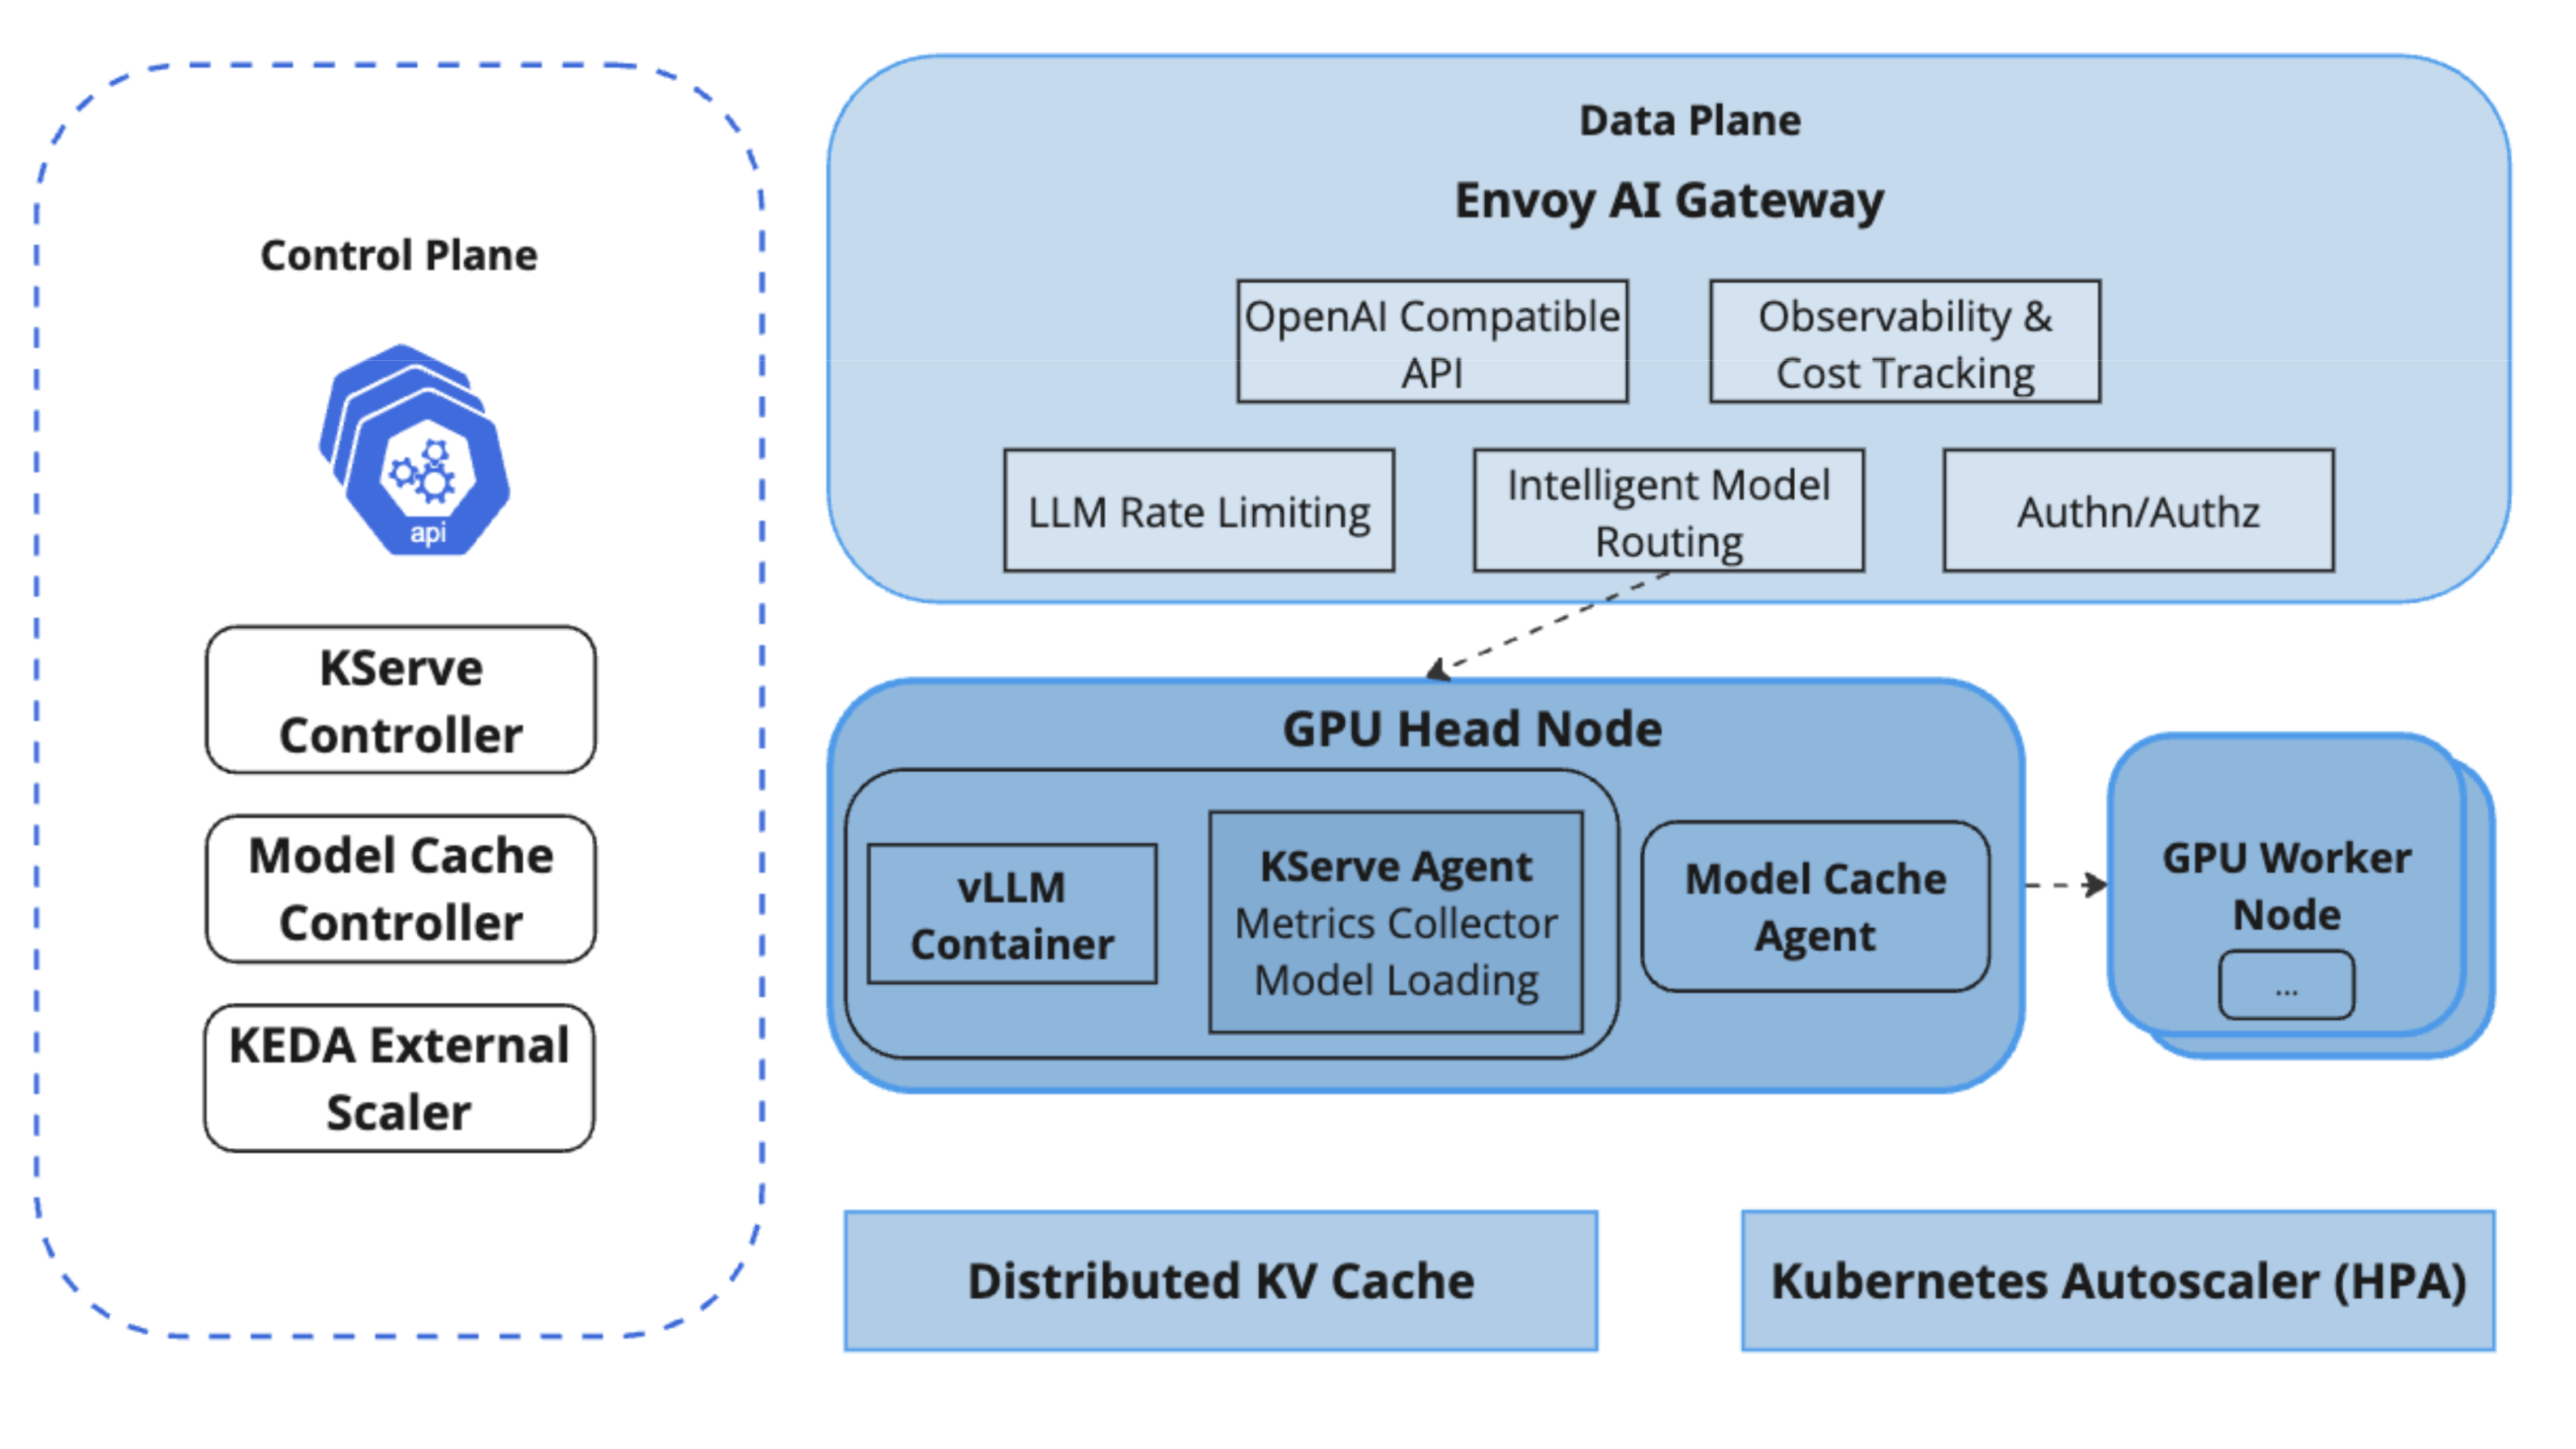 Control Plane
api
KServe
Controller
Model Cache
Controller
KEDA External
Scaler
Data Plane
Envoy AI Gateway
OpenAI Compatible
API
Observability &
Cost Tracking
LLM Rate Limiting
Intelligent Model
Routing
Authn/Authz
GPU Head Node
vLLM
Container
KServe Agent
Metrics Collector
Model Loading
Model Cache
Agent
GPU Worker
Node
...
Distributed KV Cache
Kubernetes Autoscaler (HPA)